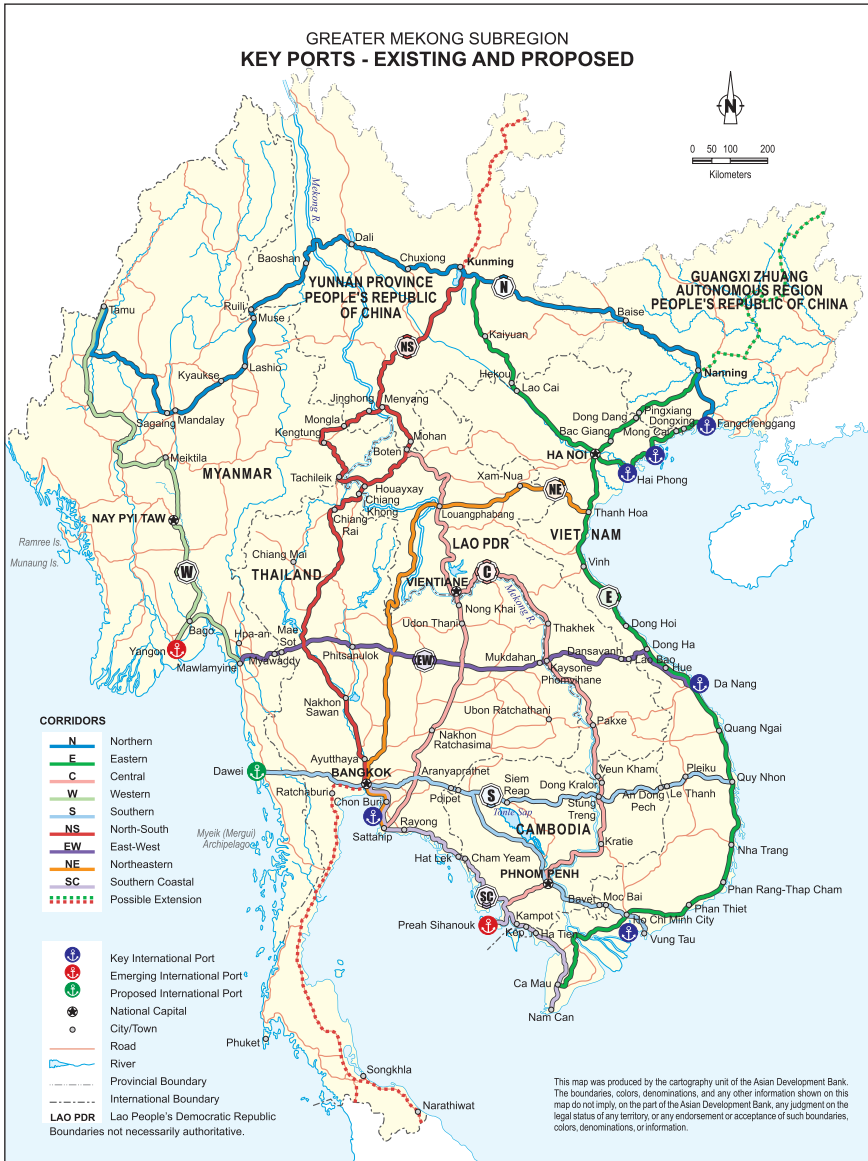 GREATER MEKONG SUBREGION
KEY PORTS - EXISTING AND PROPOSED
N
0 50 100 200
Kilometers
Mekong R.
Dali
Baoshan
Chuxiong
Kunming
YUNNAN PROVINCE
PEOPLE'S REPUBLIC
OF CHINA
N
GUANGXI ZHUANG
AUTONOMOUS REGION
PEOPLE'S REPUBLIC OF CHINA
Tamu
Ruili
Muse
Baise
Kaiyuan
NS
Lashio
Kyaukse
Nanning
Hekou
Lao Cai
Jinghong
Menyang
Sagaing
Mandalay
Mongla
Kengtung
Mohan
Boten
Dong Dang
Pingxiang
Bac Giang
Dongxing
Mong Cai
Fangchenggang
HA NOI
Hai Phong
Meiktila
MYANMAR
Tachileik
Houayxay
Chiang
Khong
Chiang
Rai
Xam-Nua
NE
Thanh Hoa
Louangphabang
NAY PYI TAW
Ramree Is.
Munaung Is.
LAO PDR
VIET NAM
Chiang Mai
THAILAND
W
VIENTIANE
C
Mekong R.
Vinh
E
Nong Khai
Udon Thani
Thakhek
Dong Hoi
Bago
Hpa-an
Mae
Sot
Yangon
Mawlamyine
Myawaddy
Phitsanulok
EW
Mukdahan
Kaysone
Phomvihane
Dansavanh
Lao Bao
Dong Ha
Hue
Da Nang
Nakhon
Sawan
Ubon Ratchathani
Pakxe
Quang Ngai
Nakhon
Ratchasima
Ayutthaya
BANGKOK
Dawei
Ratchaburi
Chon Buri
Aranyaprathet
Poipet
S
Siem
Reap
Tonle Sap
Dong Kralor
Veun Kham
Stung
Treng
An Dong
Pech
Le Thanh
Pleiku
Quy Nhon
Myeik (Mergui)
Archipelago
Sattahip
Rayong
CAMBODIA
Kratie
Nha Trang
Hat Lek
Cham Yeam
PHNOM PENH
SC
Bavet
Moc Bai
Phan Rang-Thap Cham
Phan Thiet
Ho Chi Minh City
Vung Tau
Preah Sihanouk
Kampot
Kep
Ha Tien
Ca Mau
Nam Can
Phuket
Songkhla
Narathiwat
CORRIDORS
N Northern
E Eastern
C Central
W Western
S Southern
NS North-South
EW East-West
NE Northeastern
SC Southern Coastal
Possible Extension
Key International Port
Emerging International Port
Proposed International Port
National Capital
City/Town
Road
River
Provincial Boundary
International Boundary
LAO PDR Lao People's Democratic Republic
Boundaries not necessarily authoritative.
This map was produced by the cartography unit of the Asian Development Bank.
The boundaries, colors, denominations, and any other information shown on this
map do not imply, on the part of the Asian Development Bank, any judgment on the
legal status of any territory, or any endorsement or acceptance of such boundaries,
colors, denominations, or information.